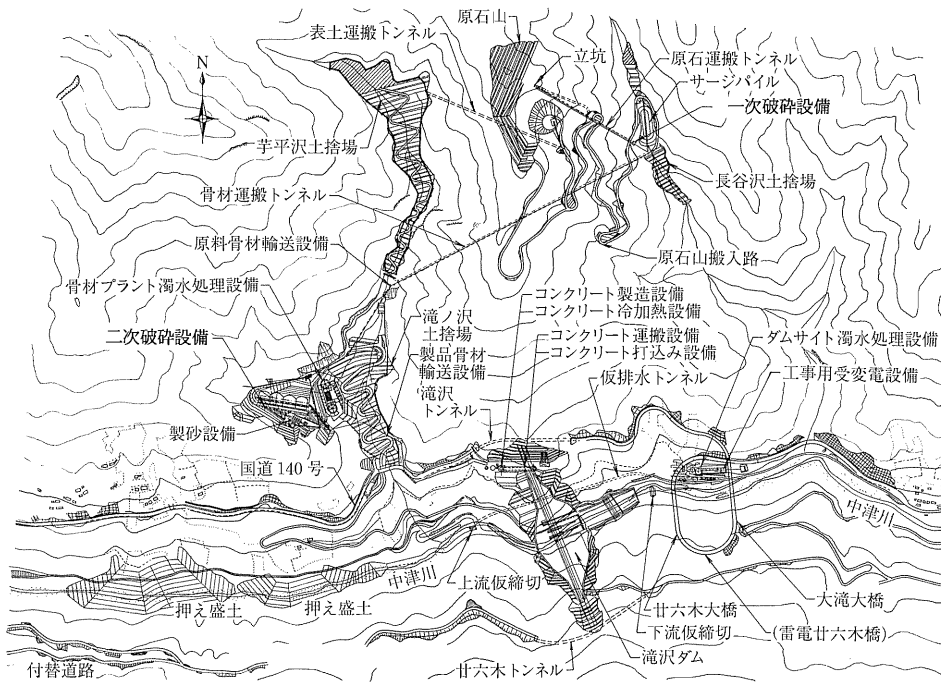 原石山
表土運搬トンネル
立坑
原石運搬トンネル
サージパイル
一次破砕設備
N
芋平沢土捨場
長谷沢土捨場
骨材運搬トンネル
原料骨材輸送設備
原石山搬入路
骨材プラント濁水処理設備
コンクリート製造設備
コンクリート冷加熱設備
滝ノ沢
土捨場
二次破砕設備
コンクリート運搬設備
コンクリート打込み設備
ダムサイト濁水処理設備
製品骨材
輸送設備
仮排水トンネル
工事用受変電設備
滝沢
トンネル
製砂設備
国道140号
中津川
中津川
上流仮締切
押え盛土
押え盛土
廿六木大橋
大滝大橋
下流仮締切
(雷電廿六木橋)
滝沢ダム
付替道路
廿六木トンネル